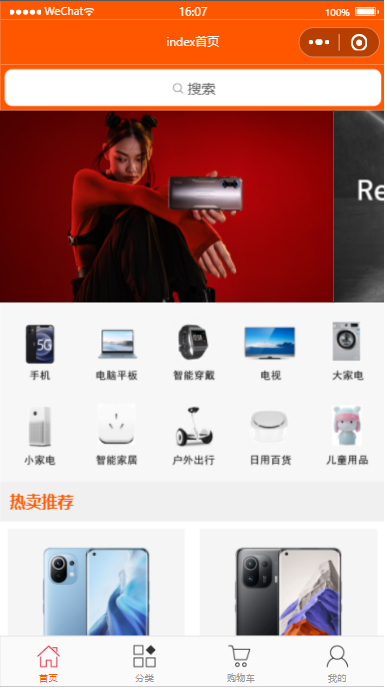 WeChat 16:07 100%
index首页
搜索
Re
5G
手机 电脑平板 智能穿戴 电视 大家电
小家电 智能家居 户外出行 日用百货 儿童用品
热卖推荐
首页 分类 购物车 我的